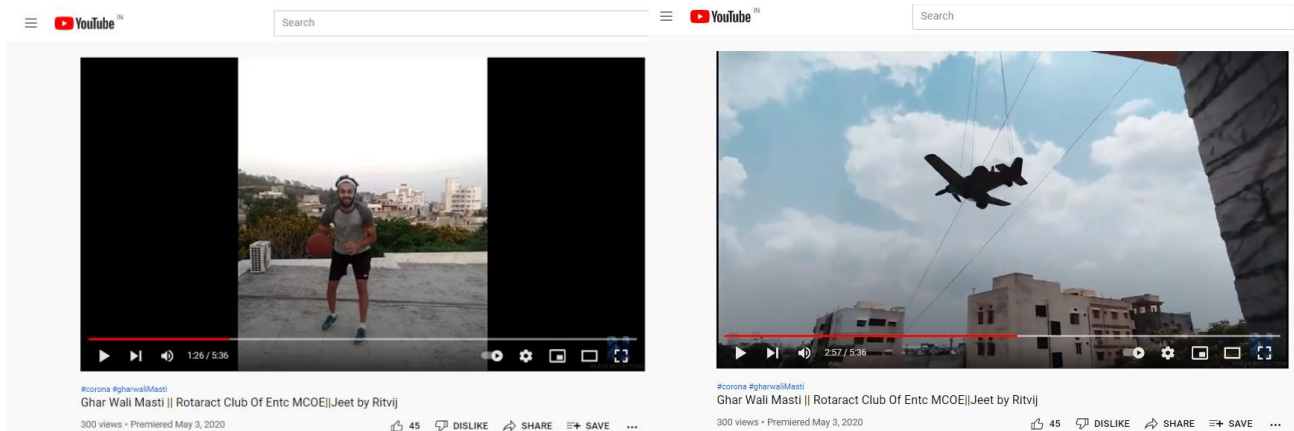 YouTube IN
Search
1:26 / 5:36
#corona #gharwaliMasti
Ghar Wali Masti || Rotaract Club Of Entc MCOE||Jeet by Ritvij
300 views • Premiered May 3, 2020
45 DISLIKE SHARE SAVE
YouTube IN
Search
2:57 / 5:36
#corona #gharwaliMasti
Ghar Wali Masti || Rotaract Club Of Entc MCOE||Jeet by Ritvij
300 views • Premiered May 3, 2020
45 DISLIKE SHARE SAVE